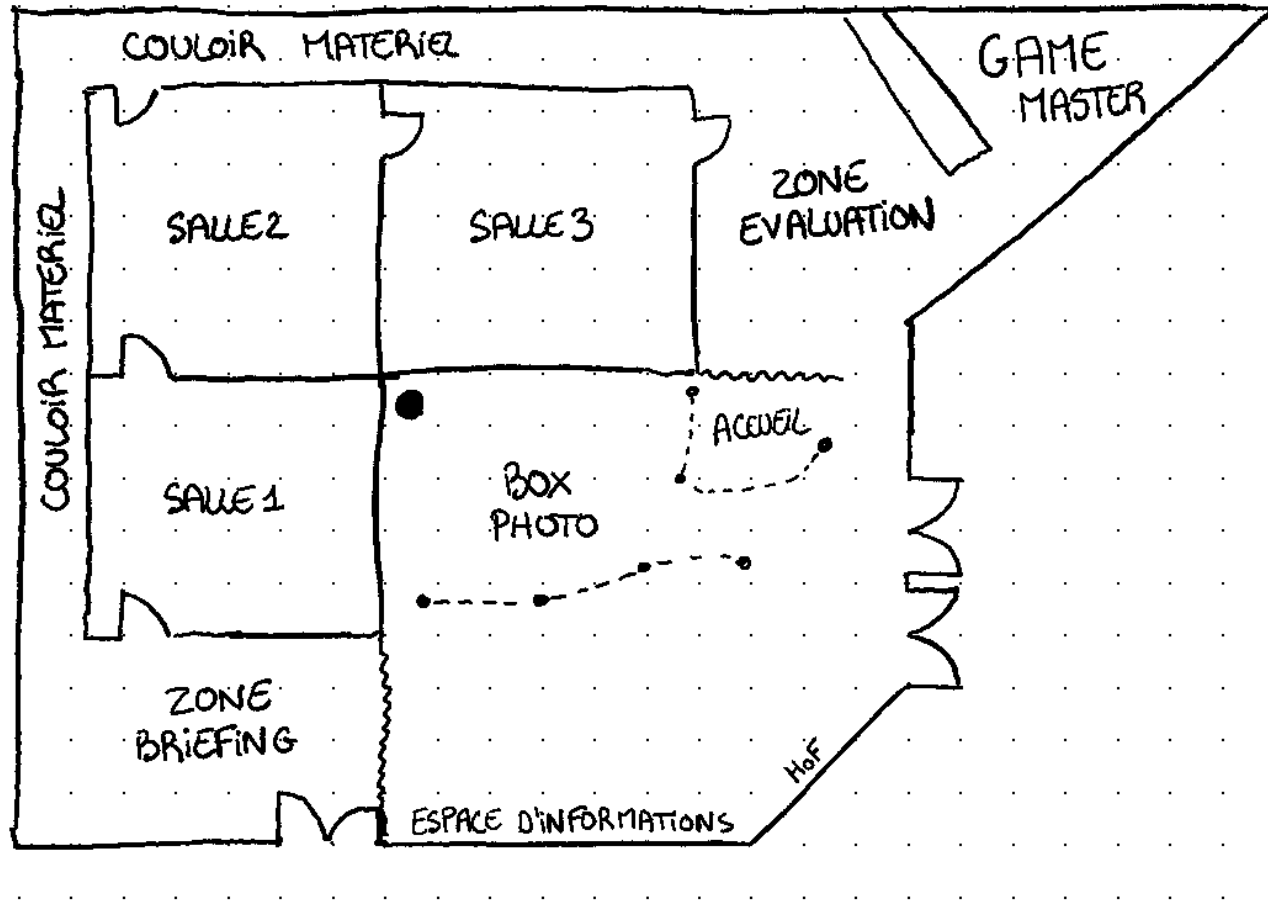 COULOIR MATERIEL
GAME
MASTER
ZONE
EVALUATION
SALLE 2
SALLE 3
COULOIR MATERIEL
ACCUEIL
SALLE 1
BOX
PHOTO
ZONE
BRIEFING
HOF
ESPACE D'INFORMATIONS